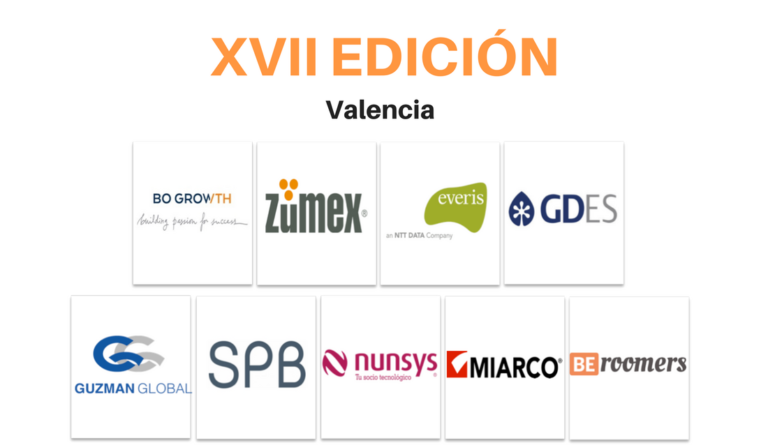 XVII EDICIÓN
Valencia
BO GROWTH
building passion for success
zumex®
everis
an NTT DATA Company
GDES
GUZMAN GLOBAL
SPB
nunsys®
Tu socio tecnológico
MIARCO®
BEroomers